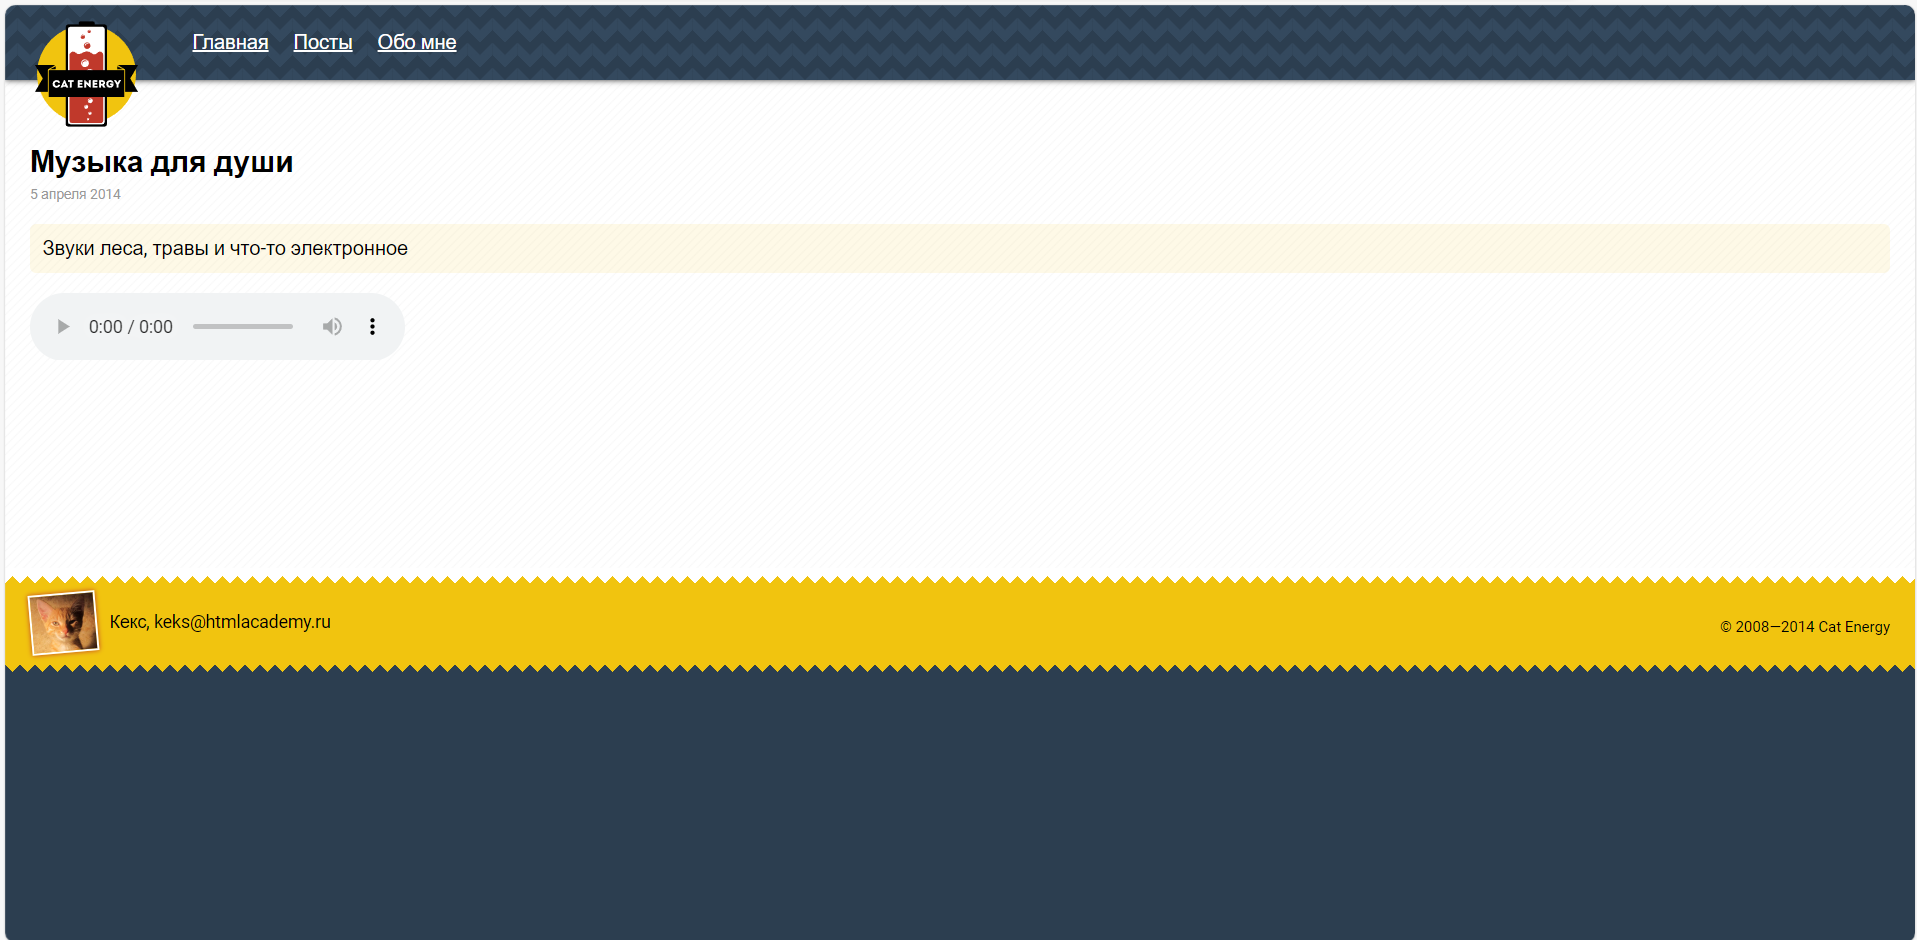 CAT ENERGY
Главная Посты Обо мне
Музыка для души
5 апреля 2014
Звуки леса, травы и что-то электронное
0:00 / 0:00
Кекс, keks@htmlacademy.ru
© 2008—2014 Cat Energy